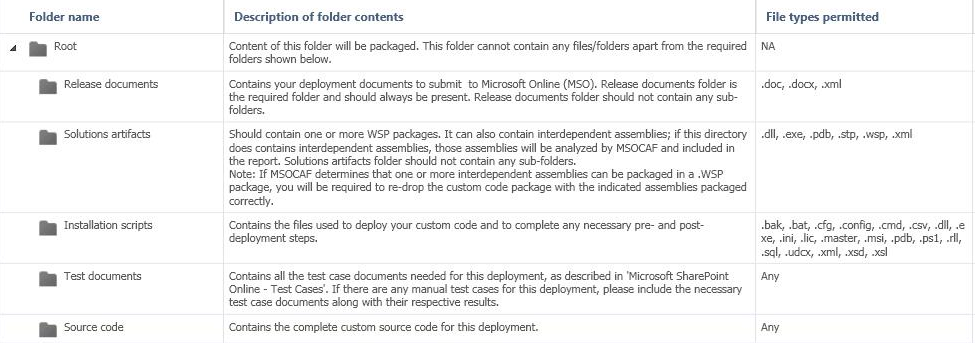 Folder name
Description of folder contents
File types permitted
Root
Content of this folder will be packaged. This folder cannot contain any files/folders apart from the required
folders shown below.
NA
Release documents
Contains your deployment documents to submit  to Microsoft Online (MSO). Release documents folder is
the required folder and should always be present. Release documents folder should not contain any sub-
folders.
.doc, .docx, .xml
Solutions artifacts
Should contain one or more WSP packages. It can also contain interdependent assemblies; if this directory
does contains interdependent assemblies, those assemblies will be analyzed by MSOCAF and included in
the report. Solutions artifacts folder should not contain any sub-folders.
Note: If MSOCAF determines that one or more interdependent assemblies can be packaged in a .WSP
package, you will be required to re-drop the custom code package with the indicated assemblies packaged
correctly.
.dll, .exe, .pdb, .stp, .wsp, .xml
Installation scripts
Contains the files used to deploy your custom code and to complete any necessary pre- and post-
deployment steps.
.bak, .bat, .cfg, .config, .cmd, .csv, .dll, .e
xe, .ini, .lic, .master, .msi, .pdb, .ps1, .rll,
.sql, .udcx, .xml, .xsd, .xsl
Test documents
Contains all the test case documents needed for this deployment, as described in 'Microsoft SharePoint
Online - Test Cases'. If there are any manual test cases for this deployment, please include the necessary
test case documents along with their respective results.
Any
Source code
Contains the complete custom source code for this deployment.
Any